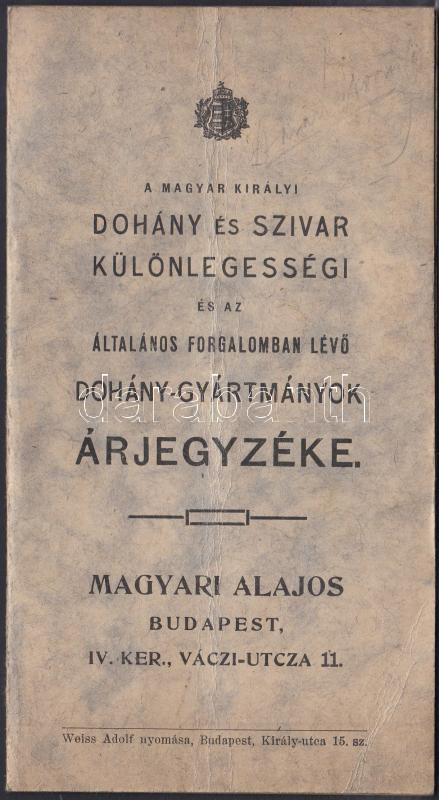 A MAGYAR KIRÁLYI
DOHÁNY ÉS SZIVAR
KÜLÖNLEGESSÉGI
ÉS AZ
ÁLTALÁNOS FORGALOMBAN LÉVŐ
DOHÁNY-GYÁRTMÁNYOK
darabanth
ÁRJEGYZÉKE.
MAGYARI ALAJOS
BUDAPEST,
IV. KER., VÁCZI-UTCZA 11.
Weiss Adolf nyomása, Budapest, Király-utca 15. sz.